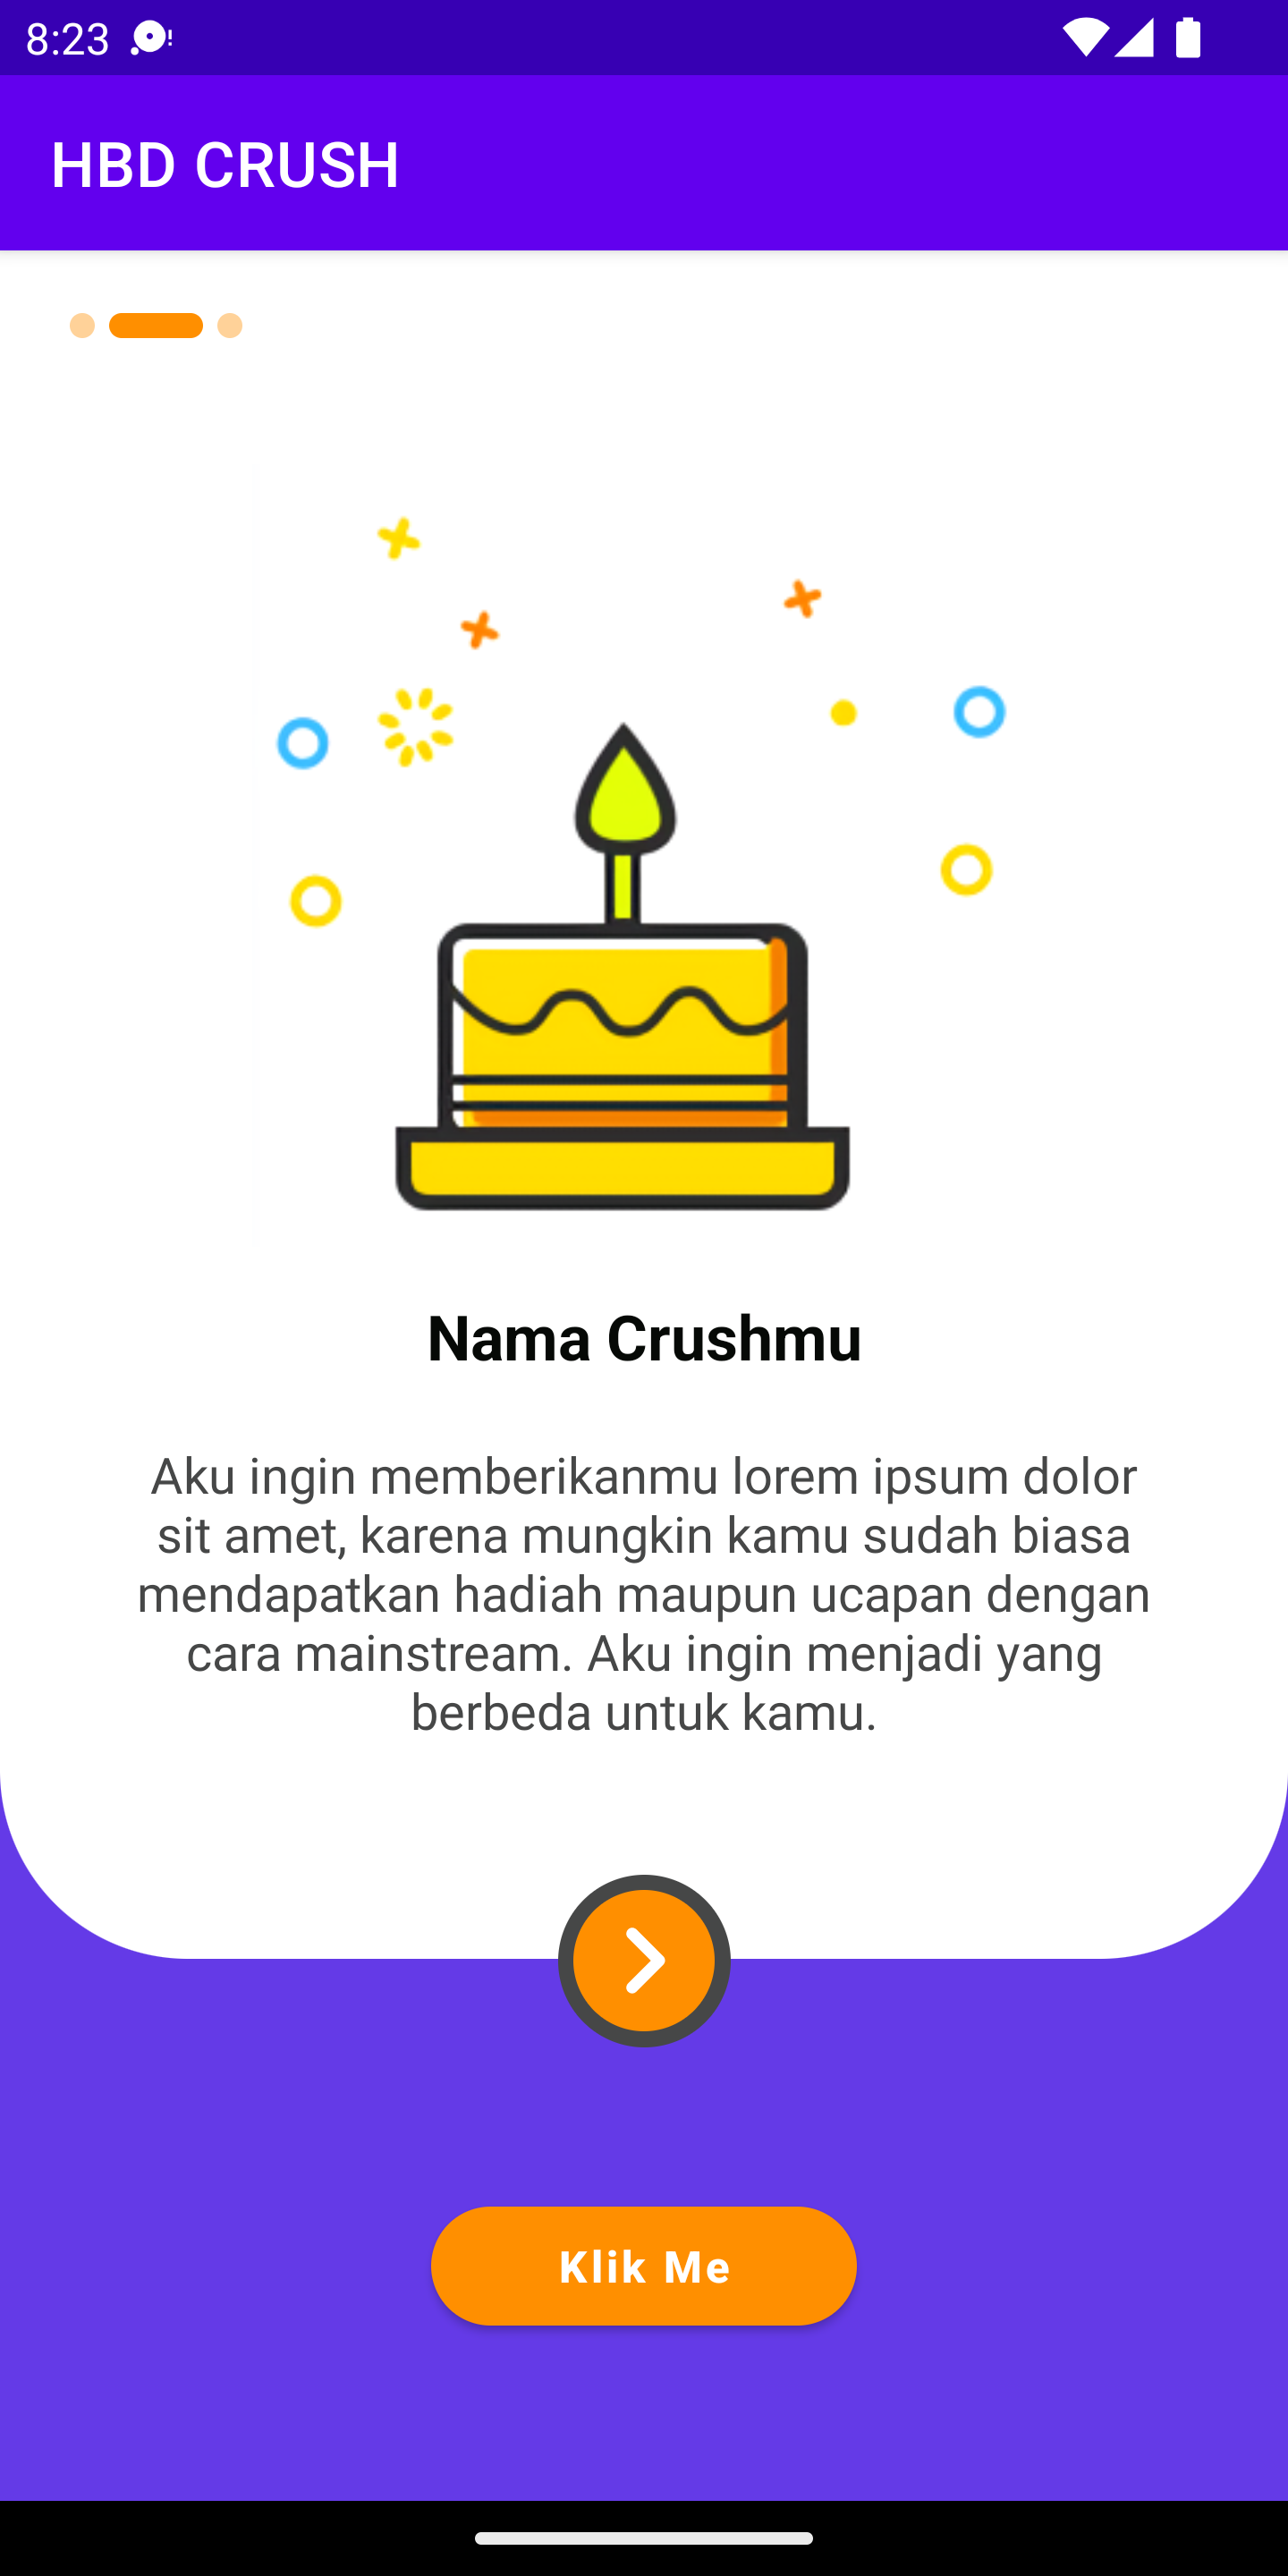 8:23
HBD CRUSH
Nama Crushmu
Aku ingin memberikanmu lorem ipsum dolor
sit amet, karena mungkin kamu sudah biasa
mendapatkan hadiah maupun ucapan dengan
cara mainstream. Aku ingin menjadi yang
berbeda untuk kamu.
Klik Me